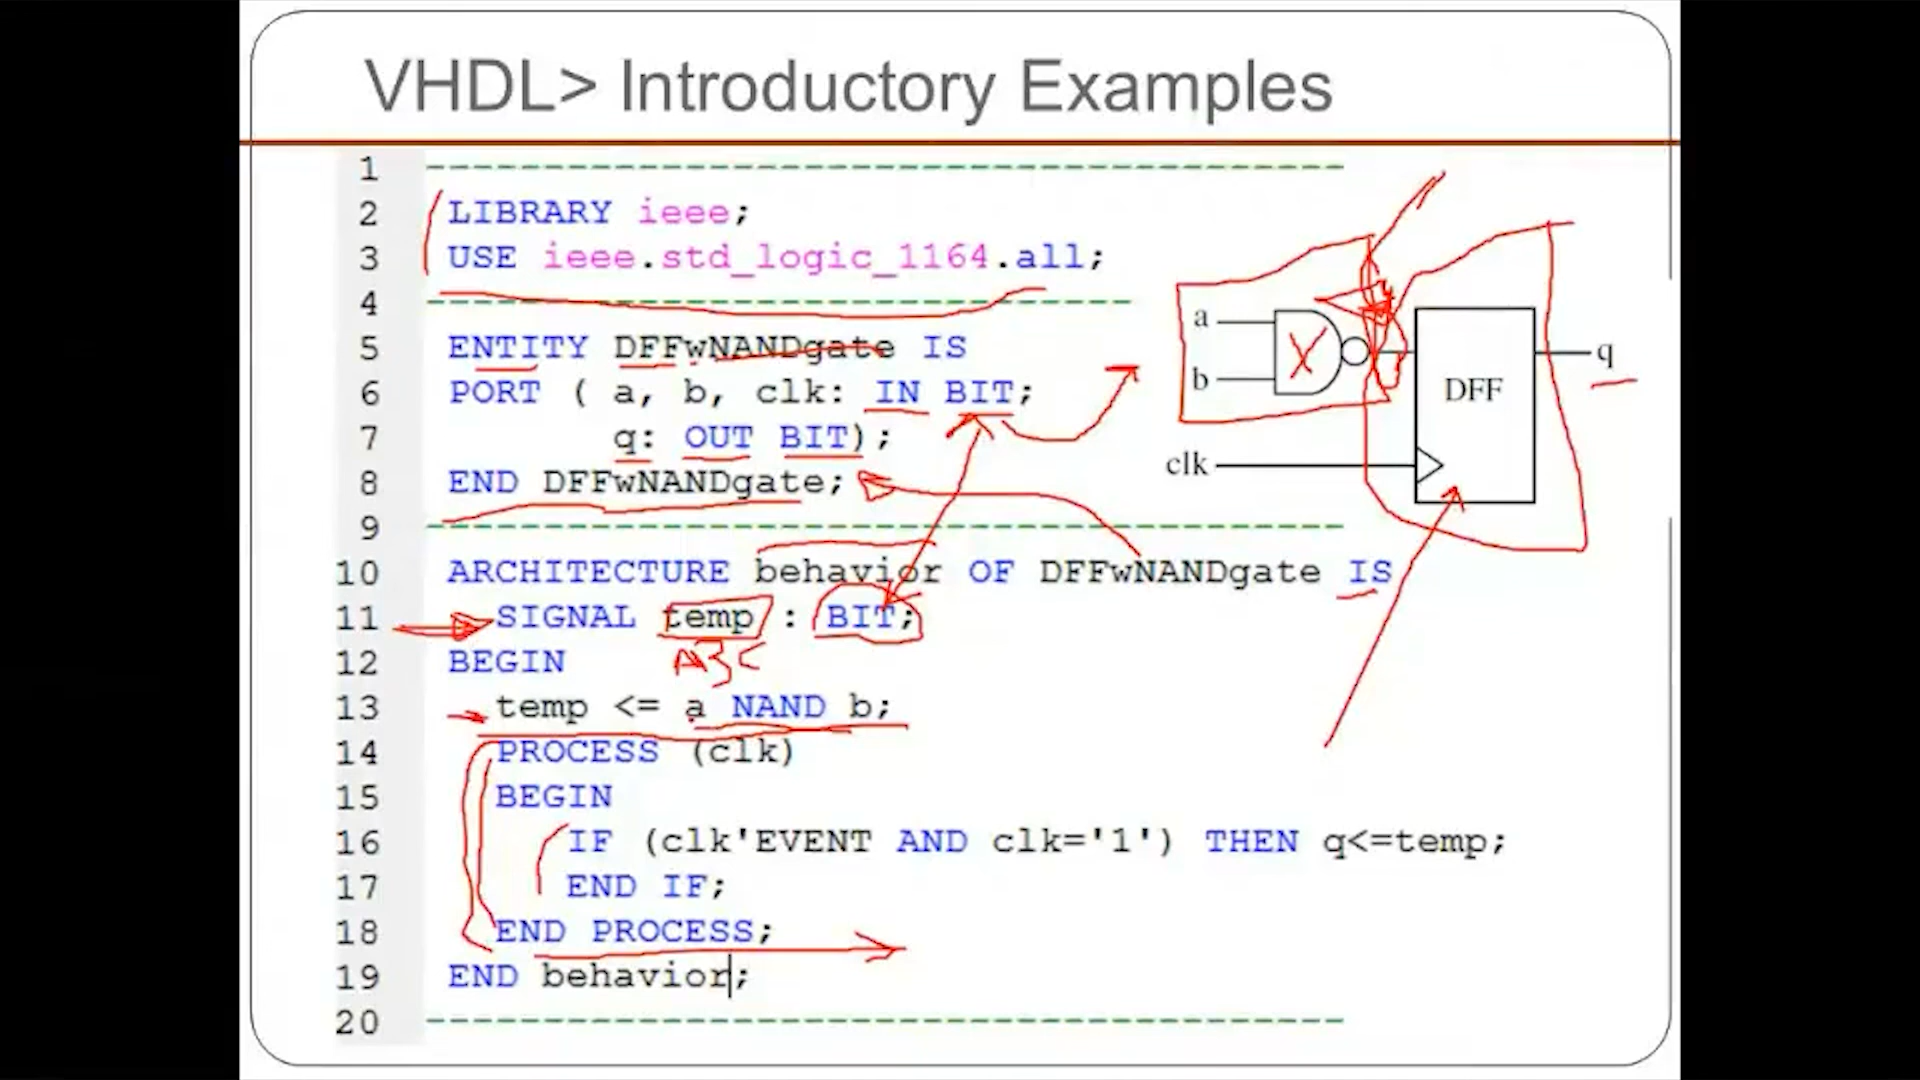 VHDL> Introductory Examples
1 ------------------------------
2 LIBRARY ieee;
3 USE ieee.std_logic_1164.all;
4 ------------------------------
5 ENTITY DFFwNANDgate IS
6 PORT ( a, b, clk: IN BIT;
7 q: OUT BIT);
8 END DFFwNANDgate;
9 ------------------------------
10 ARCHITECTURE behavior OF DFFwNANDgate IS
11 SIGNAL temp : BIT;
ABC
12 BEGIN
13 temp <= a NAND b;
14 PROCESS (clk)
15 BEGIN
16 IF (clk'EVENT AND clk='1') THEN q<=temp;
17 END IF;
18 END PROCESS;
19 END behavior;
20 ------------------------------
a
b
X
q
DFF
clk